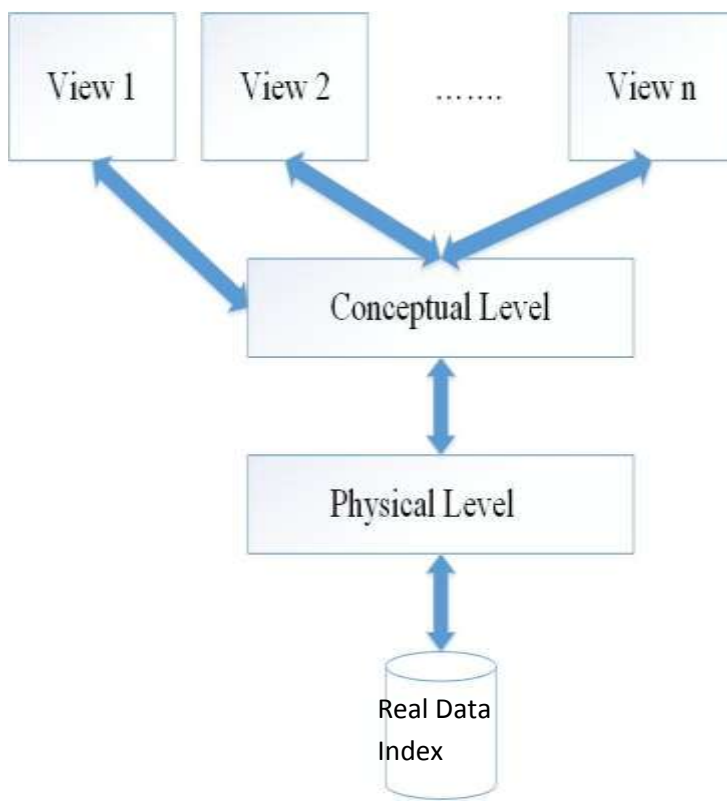 View 1
View 2
.......
View n
Conceptual Level
Physical Level
Real Data
Index